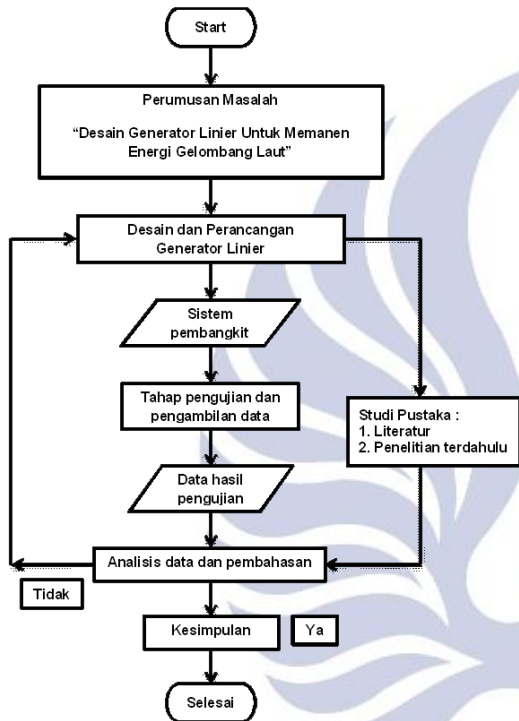 Start
Perumusan Masalah
“Desain Generator Linier Untuk Memanen
Energi Gelombang Laut”
Desain dan Perancangan
Generator Linier
Sistem
pembangkit
Tahap pengujian dan
pengambilan data
Studi Pustaka :
1. Literatur
2. Penelitian terdahulu
Data hasil
pengujian
Analisis data dan pembahasan
Tidak
Kesimpulan
Ya
Selesai